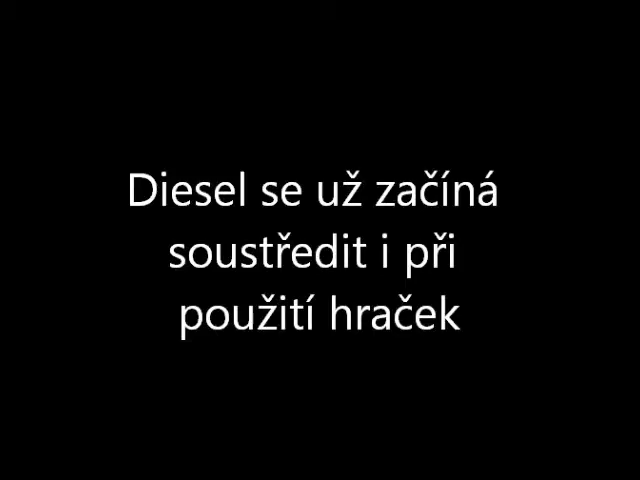 Diesel se už začíná
soustředit i při
použití hraček